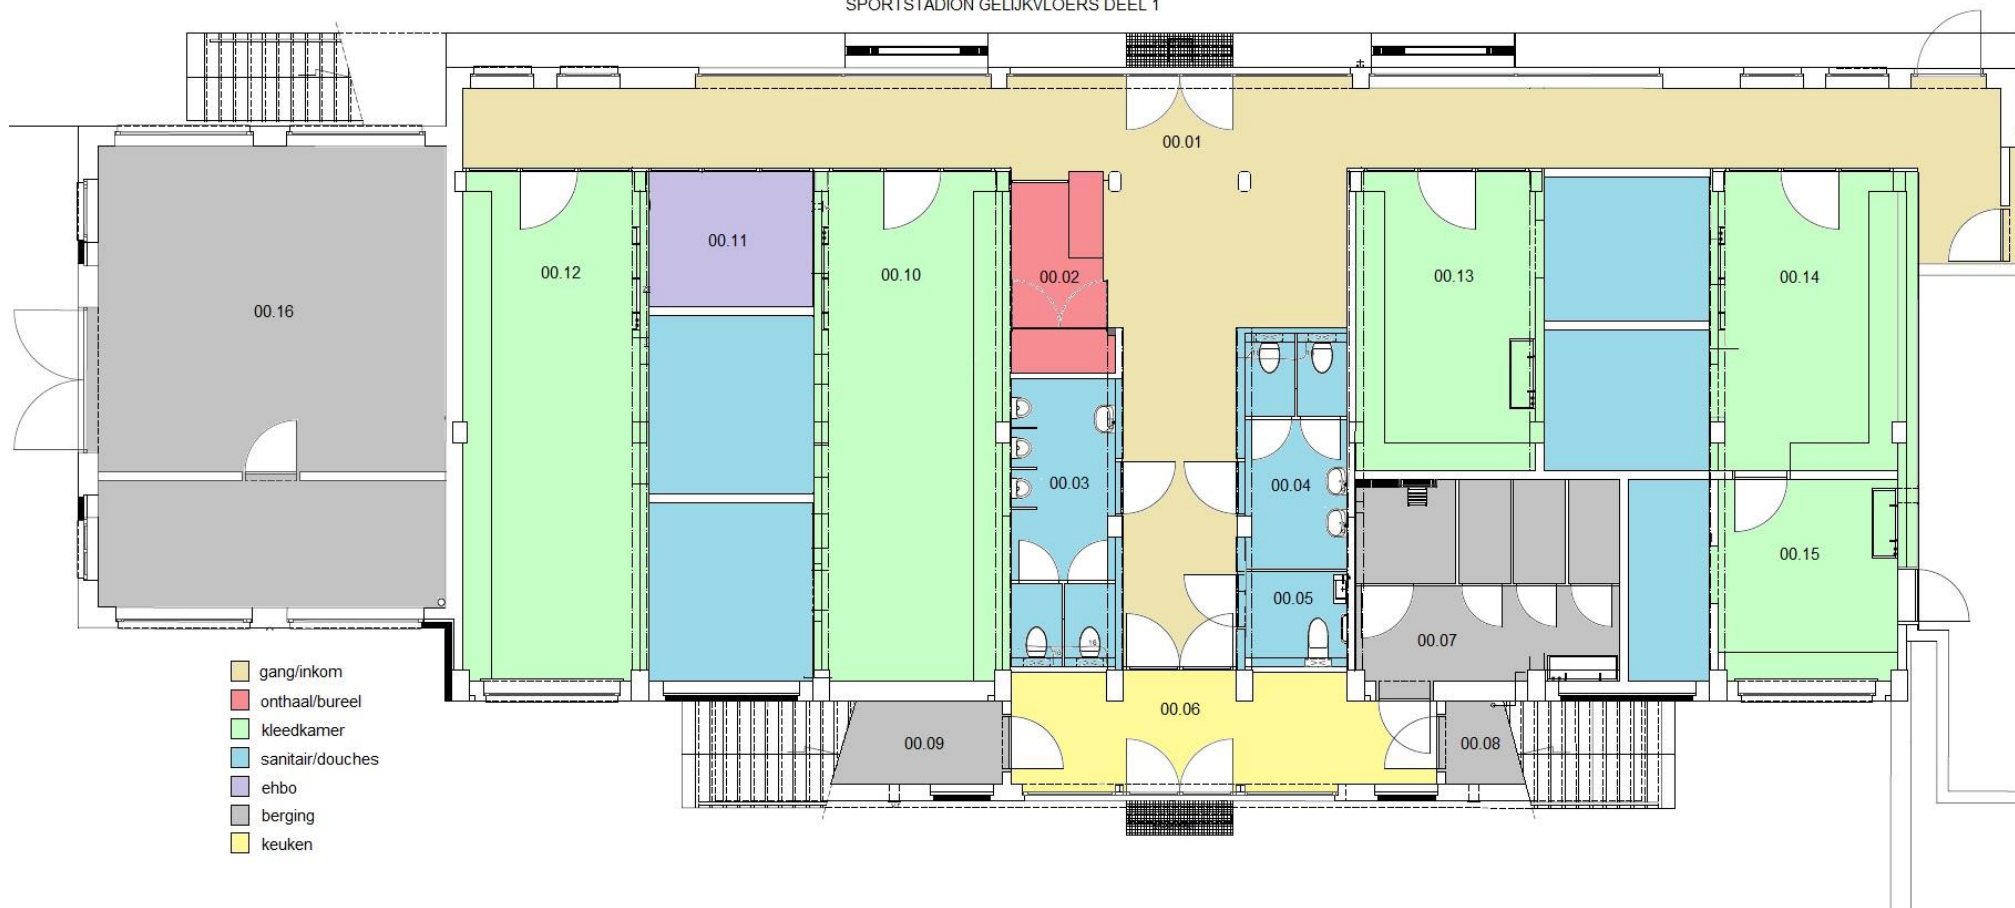 SPORTSTADION GELIJKVLOERS DEEL 1
00.01
00.11
00.12
00.10
00.02
00.13
00.14
00.16
00.03
00.04
00.15
00.05
00.07
00.06
00.09
00.08
gang/inkom
onthaal/bureel
kleedkamer
sanitair/douches
ehbo
berging
keuken